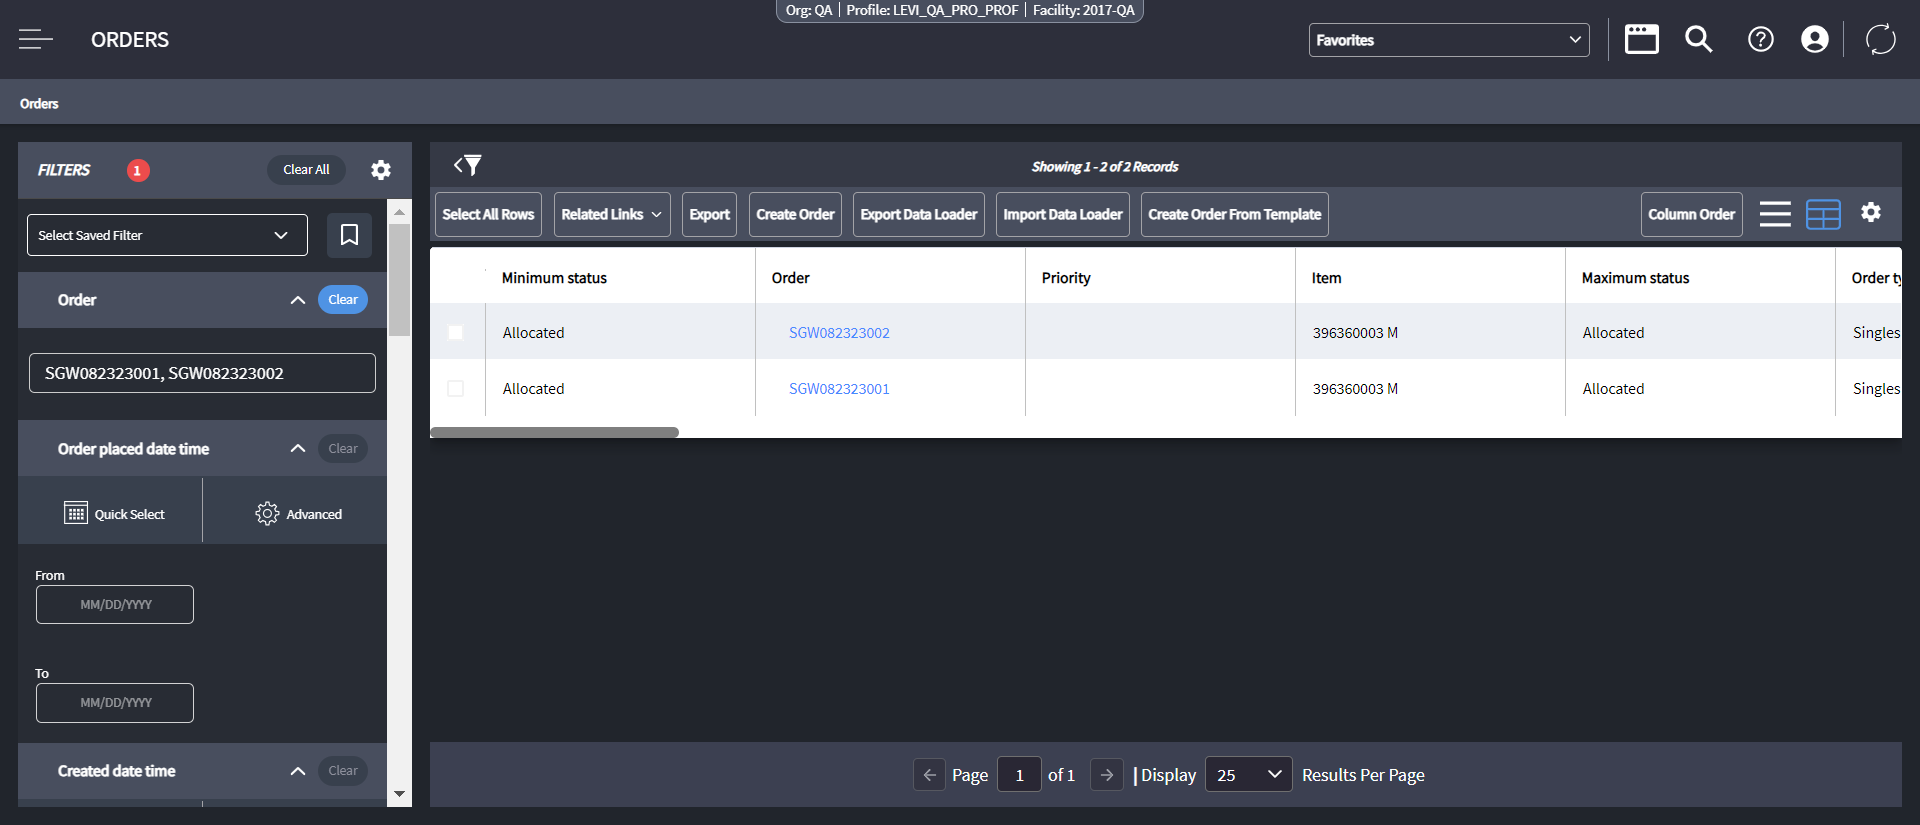 Org: QA | Profile: LEVI_QA_PRO_PROF | Facility: 2017-QA
ORDERS
Favorites
Orders
FILTERS 1 Clear All
Select Saved Filter
Order Clear
SGW082323001, SGW082323002
Order placed date time Clear
Quick Select Advanced
From
MM/DD/YYYY
To
MM/DD/YYYY
Created date time Clear
Showing 1 - 2 of 2 Records
Select All Rows Related Links Export Create Order Export Data Loader Import Data Loader Create Order From Template Column Order
Minimum status Order Priority Item Maximum status Order ty
Allocated SGW082323002 396360003 M Allocated Singles
Allocated SGW082323001 396360003 M Allocated Singles
Page 1 of 1 | Display 25 Results Per Page